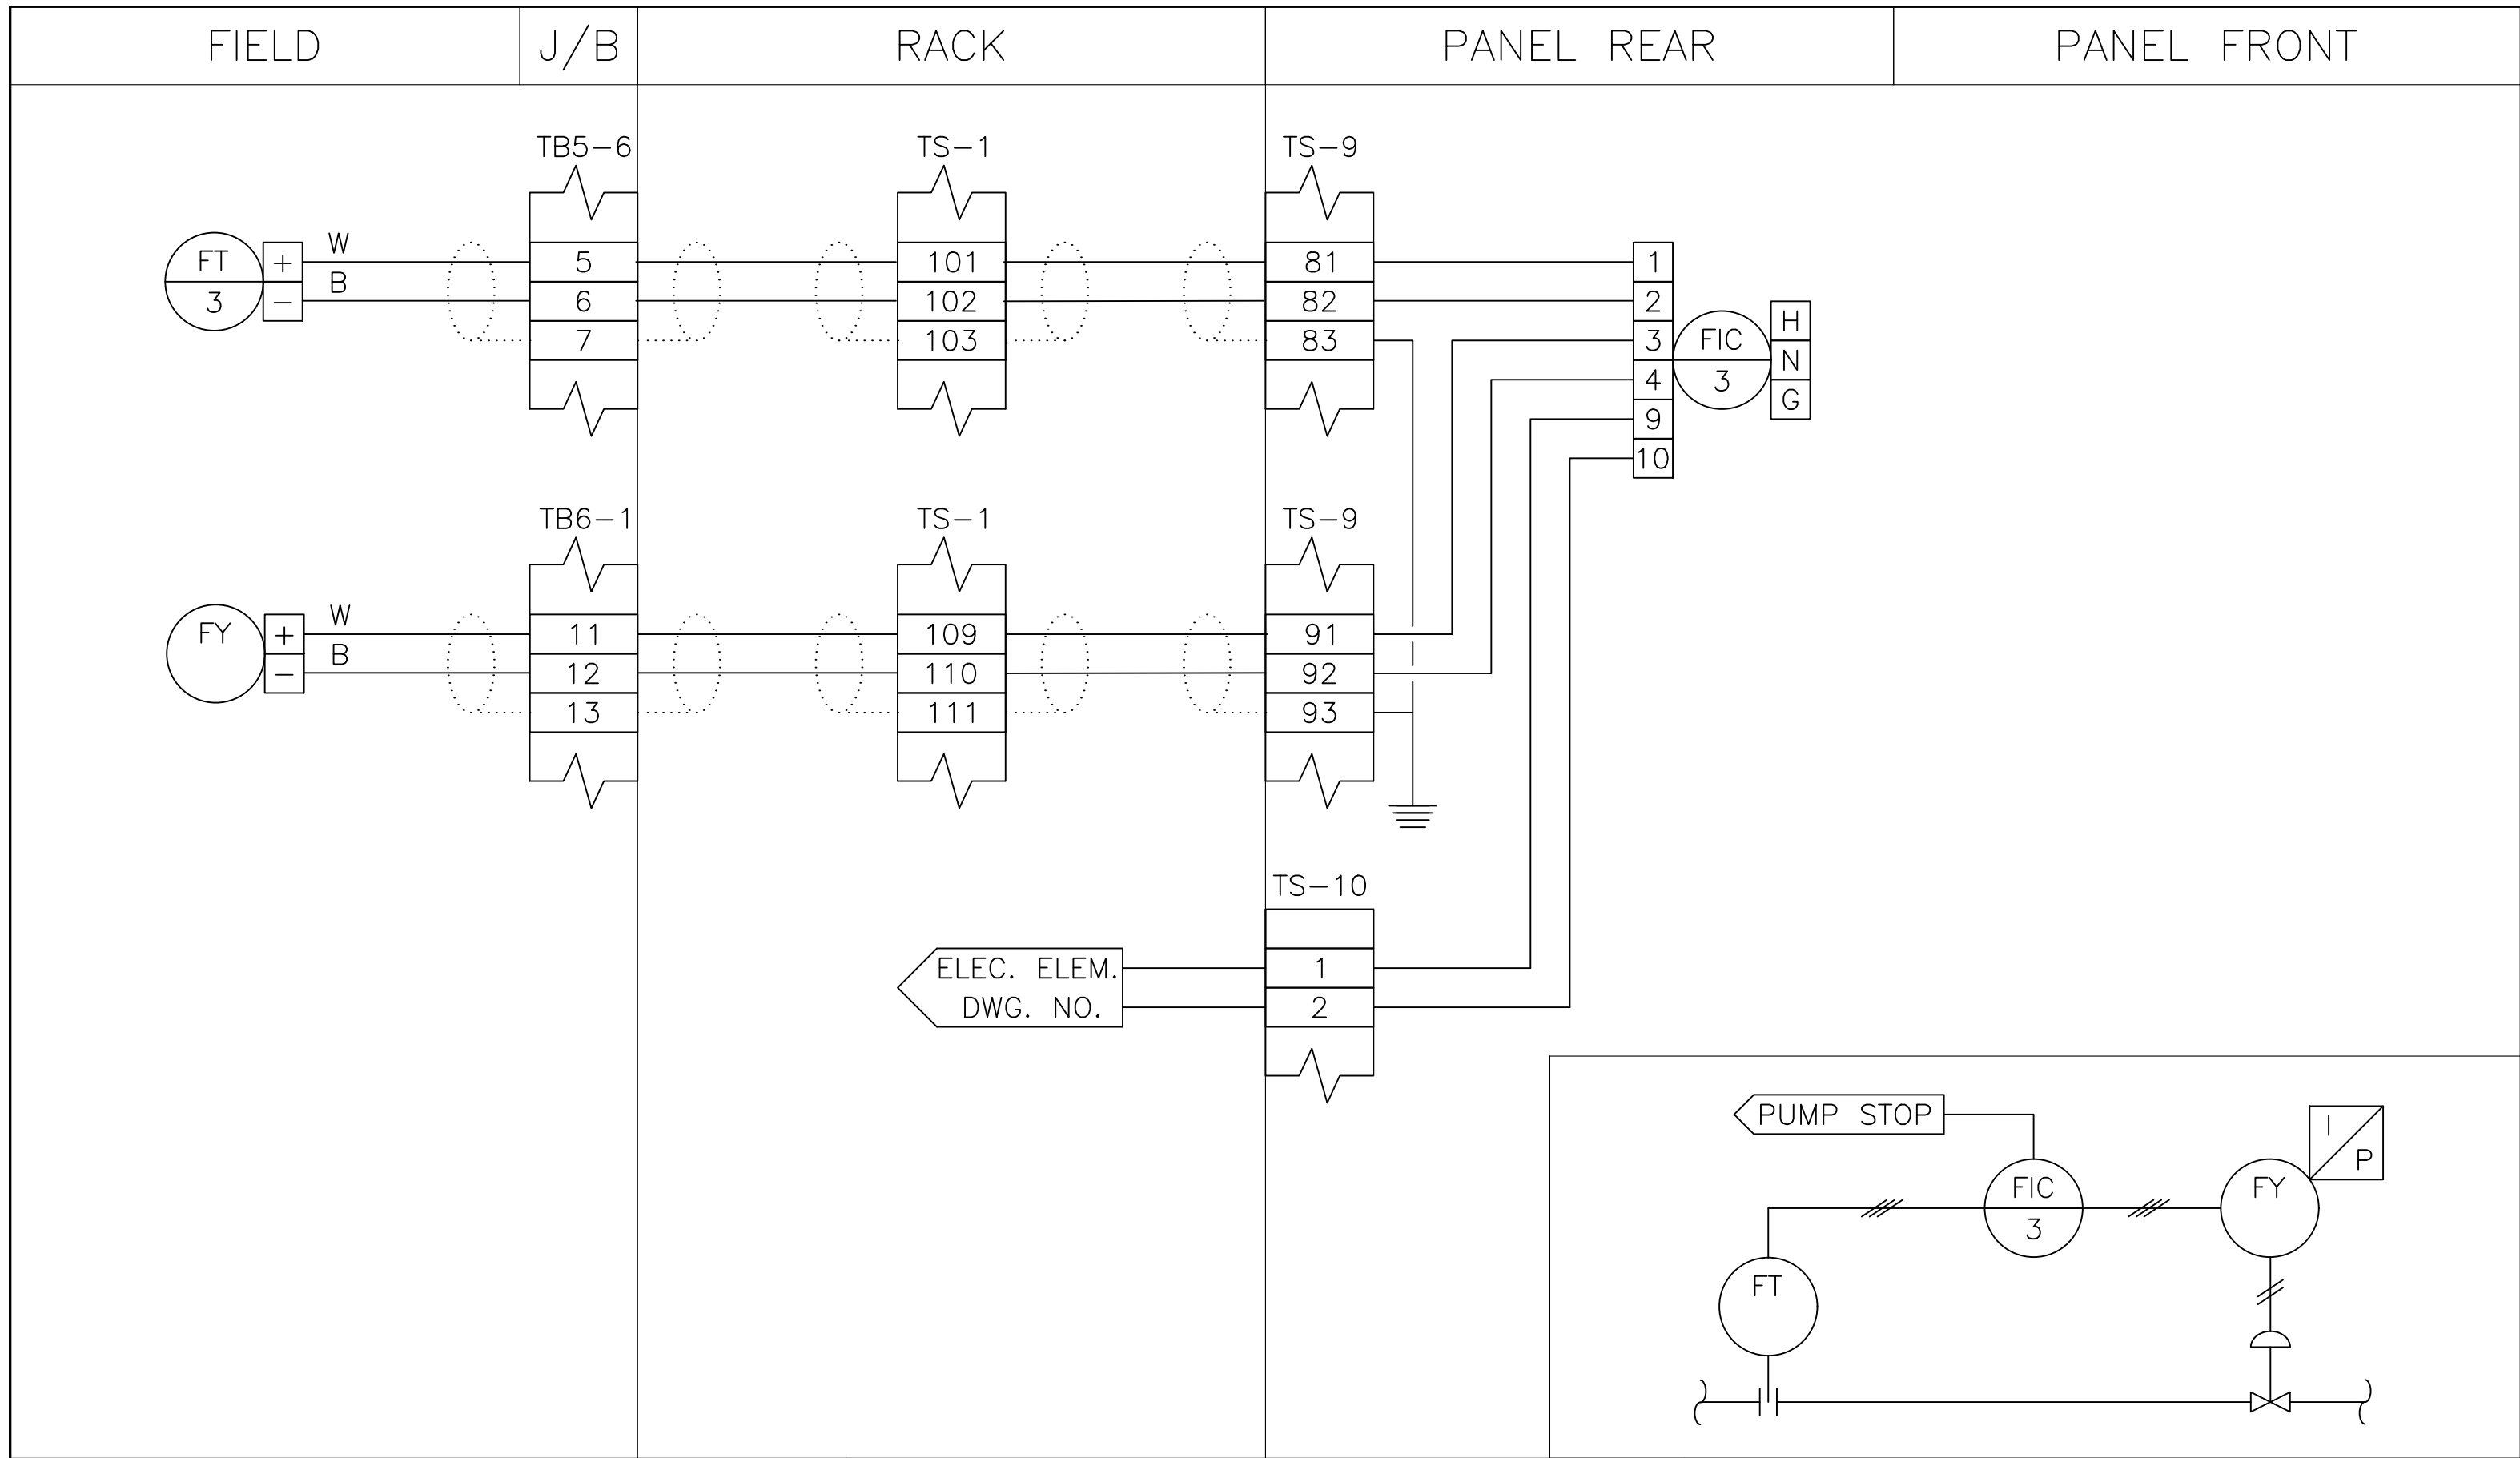 FIELD
J/B
RACK
PANEL REAR
PANEL FRONT
TB5-6
TS-1
TS-9
FT
3
+
-
W
B
5
6
7
101
102
103
81
82
83
1
2
3
4
9
10
FIC
3
H
N
G
TB6-1
TS-1
TS-9
FY
+
-
W
B
11
12
13
109
110
111
91
92
93
TS-10
ELEC. ELEM.
DWG. NO.
1
2
PUMP STOP
I
P
FIC
3
FY
FT